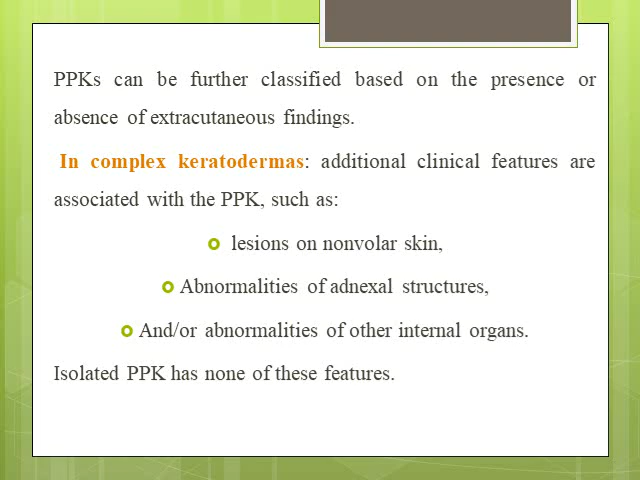 PPKs can be further classified based on the presence or
absence of extracutaneous findings.
In complex keratodermas: additional clinical features are
associated with the PPK, such as:
lesions on nonvolar skin,
Abnormalities of adnexal structures,
And/or abnormalities of other internal organs.
Isolated PPK has none of these features.